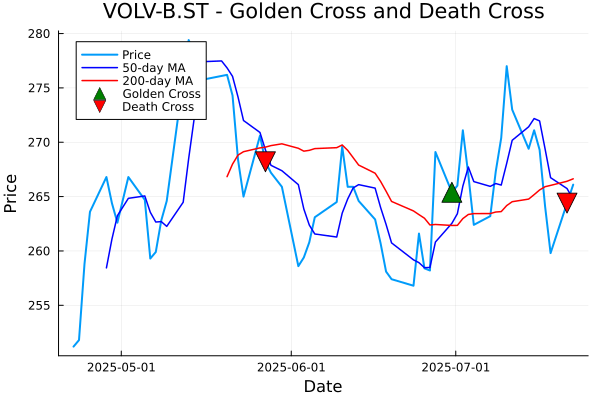 VOLV-B.ST - Golden Cross and Death Cross
280
275
270
265
260
255
Price
Price
50-day MA
200-day MA
Golden Cross
Death Cross
2025-05-01
2025-06-01
2025-07-01
Date